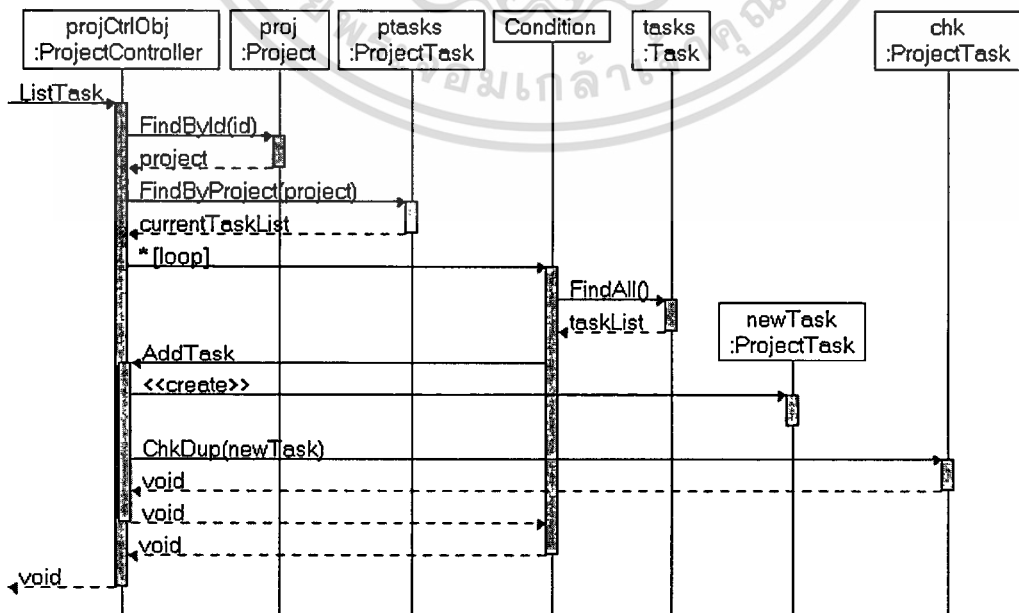 projCtrlObj
:ProjectController
proj
:Project
ptasks
:ProjectTask
Condition
tasks
:Task
chk
:ProjectTask
ListTask
FindById(id)
project
FindByProject(project)
currentTaskList
* [loop]
FindAll()
taskList
newTask
:ProjectTask
AddTask
<<create>>
ChkDup(newTask)
void
void
void
void